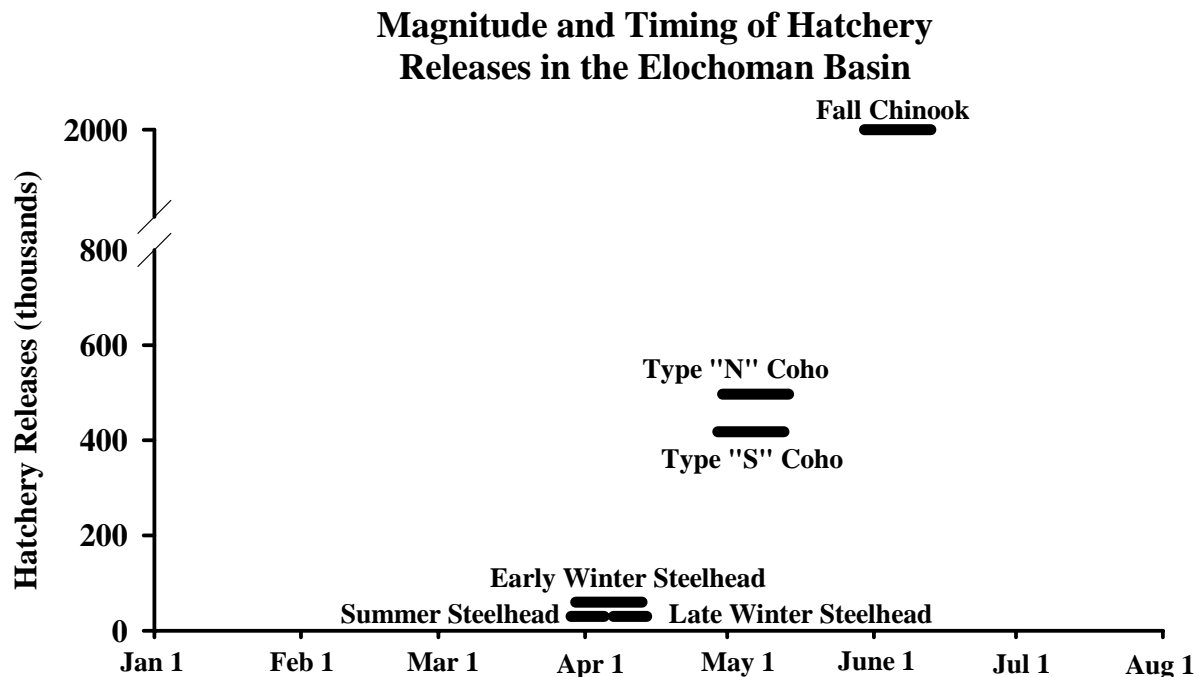 Magnitude and Timing of Hatchery
Releases in the Elochoman Basin
Fall Chinook
2000
Hatchery Releases (thousands)
800
600
Type "N" Coho
400
Type "S" Coho
200
Early Winter Steelhead
Summer Steelhead Late Winter Steelhead
0
Jan 1 Feb 1 Mar 1 Apr 1 May 1 June 1 Jul 1 Aug 1